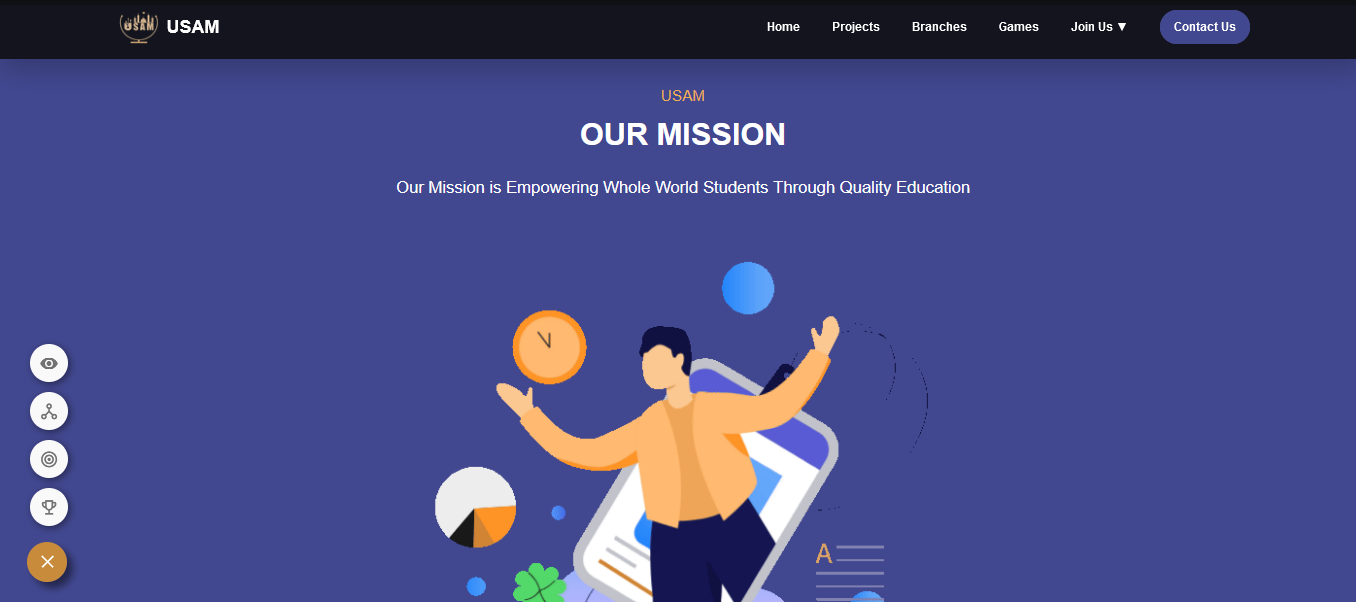 USAM
USAM
Home
Projects
Branches
Games
Join Us ▼
Contact Us
USAM
OUR MISSION
Our Mission is Empowering Whole World Students Through Quality Education
A